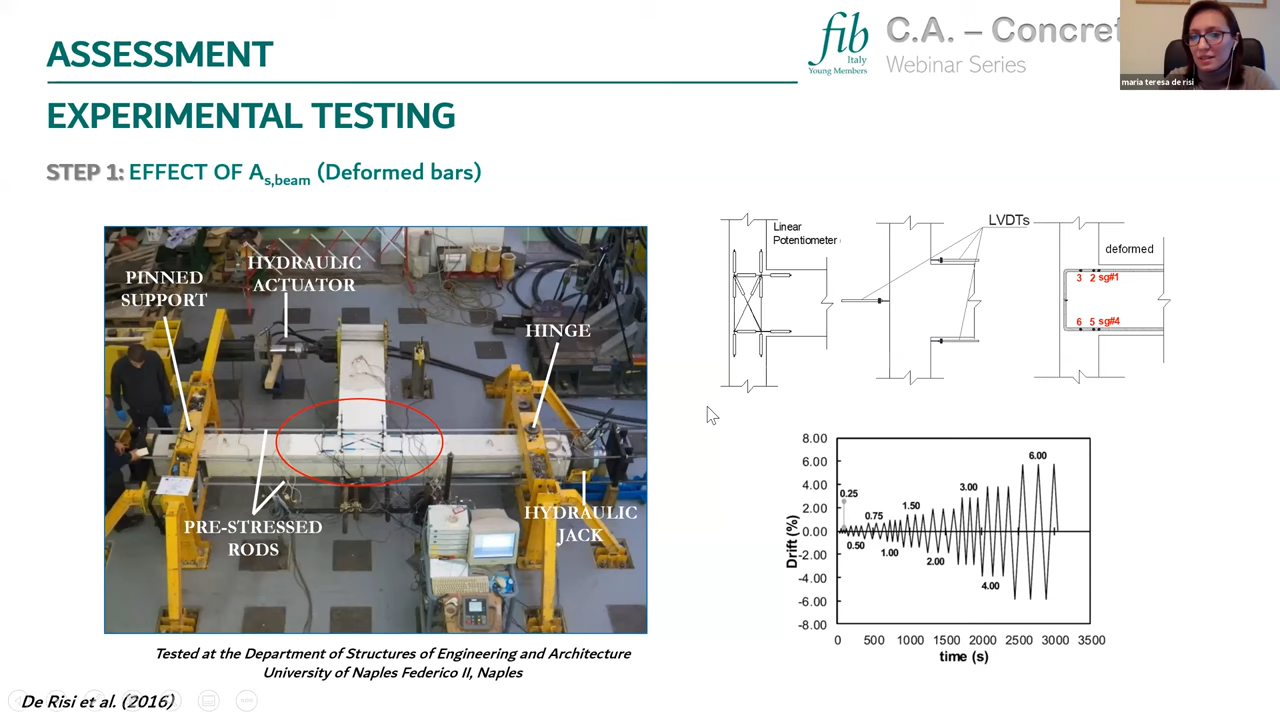 ASSESSMENT
fib
Italy
Young Members
C.A. – Concret
Webinar Series
maria teresa de risi
EXPERIMENTAL TESTING
STEP 1: EFFECT OF As,beam (Deformed bars)
PINNED
SUPPORT
HYDRAULIC
ACTUATOR
HINGE
PRE-STRESSED
RODS
HYDRAULIC
JACK
Linear
Potentiometer
LVDTs
deformed
3 2 sg#1
6 5 sg#4
8.00
6.00
4.00
2.00
0.00
-2.00
-4.00
-6.00
-8.00
Drift (%)
0.25
0.50
0.75
1.00
1.50
2.00
3.00
4.00
6.00
0 500 1000 1500 2000 2500 3000 3500
time (s)
Tested at the Department of Structures of Engineering and Architecture
University of Naples Federico II, Naples
De Risi et al. (2016)